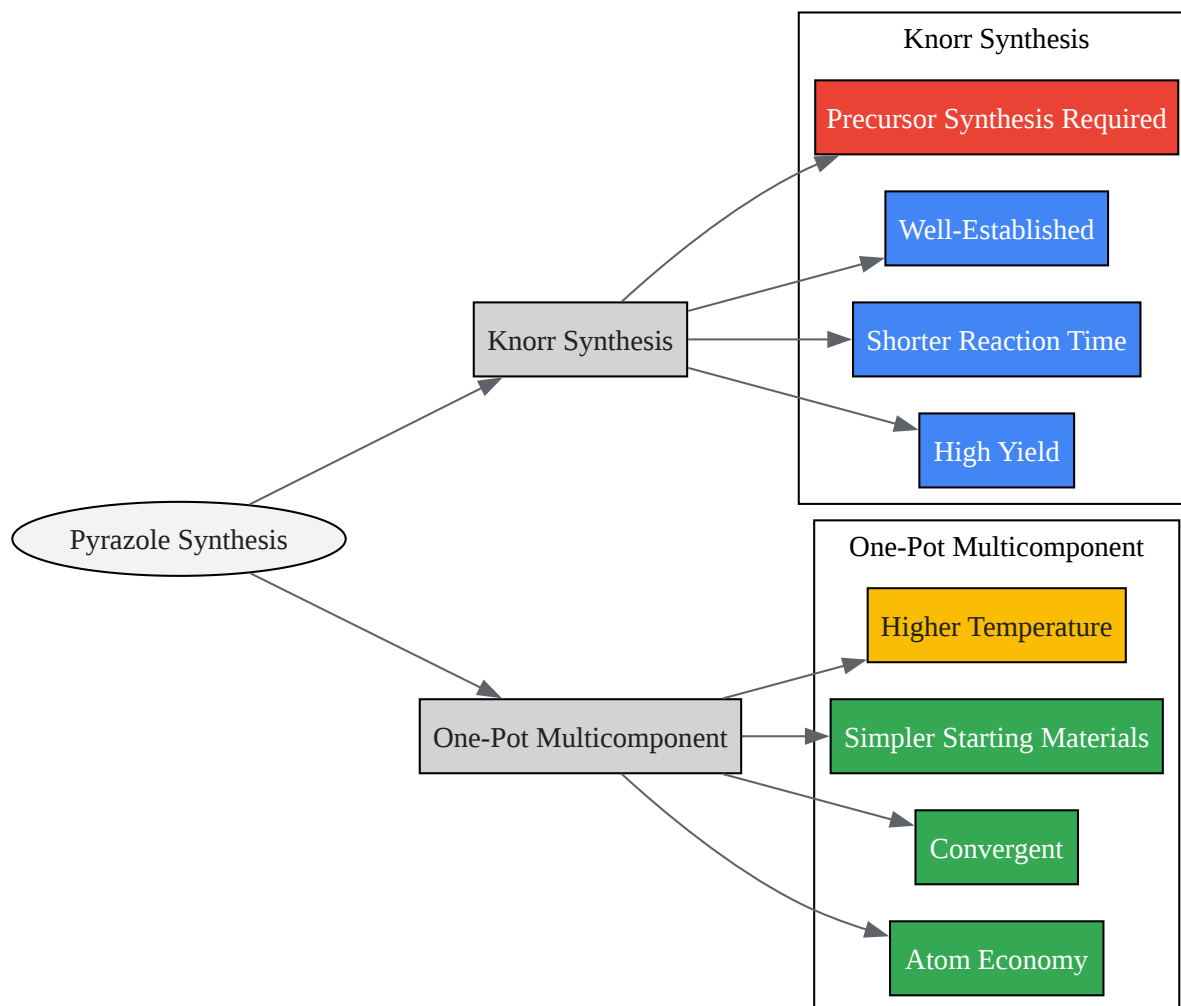 Knorr Synthesis
Precursor Synthesis Required
Well-Established
Knorr Synthesis
Shorter Reaction Time
High Yield
Pyrazole Synthesis
One-Pot Multicomponent
Higher Temperature
One-Pot Multicomponent
Simpler Starting Materials
Convergent
Atom Economy